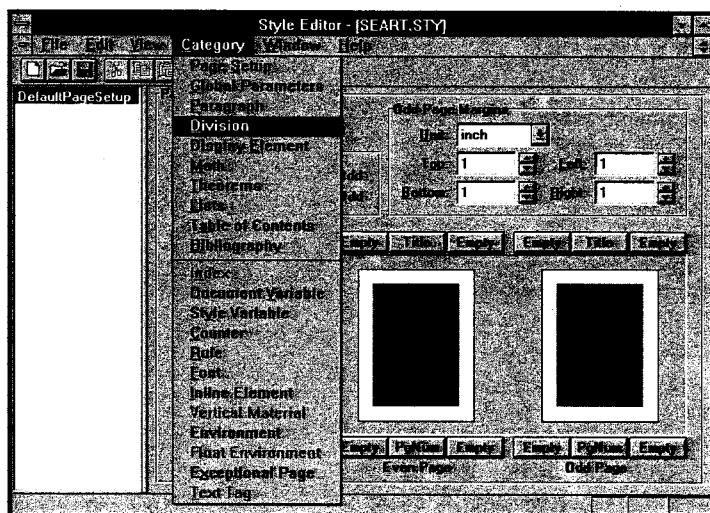 Style Editor - [SEART.STY]
File Edit View Category Window Help
DefaultPageSetup
Page Setup
Global Parameters
Paragraph
Division
Display Element
Math
Theorems
Lists
Table of Contents
Bibliography
Index
Document Variable
Style Variable
Counter
Rule
Font
Inline Element
Vertical Material
Environment
Float Environment
Exceptional Page
Text Tag
Odd Page Margins
Unit: inch
Top: 1 Left: 1
Bottom: 1 Right: 1
Empty Title Empty Empty Title Empty
Empty PgNum Empty Empty PgNum Empty
Even Page Odd Page